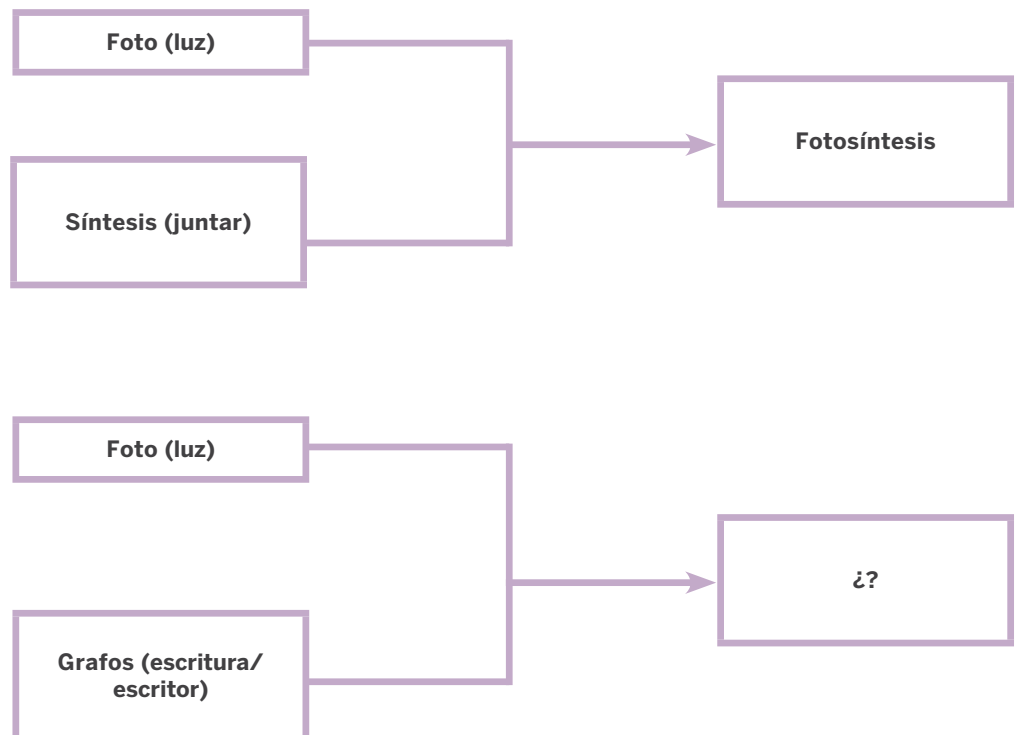 Foto (luz)
Síntesis (juntar)
Fotosíntesis
Foto (luz)
Grafos (escritura/
escritor)
¿?